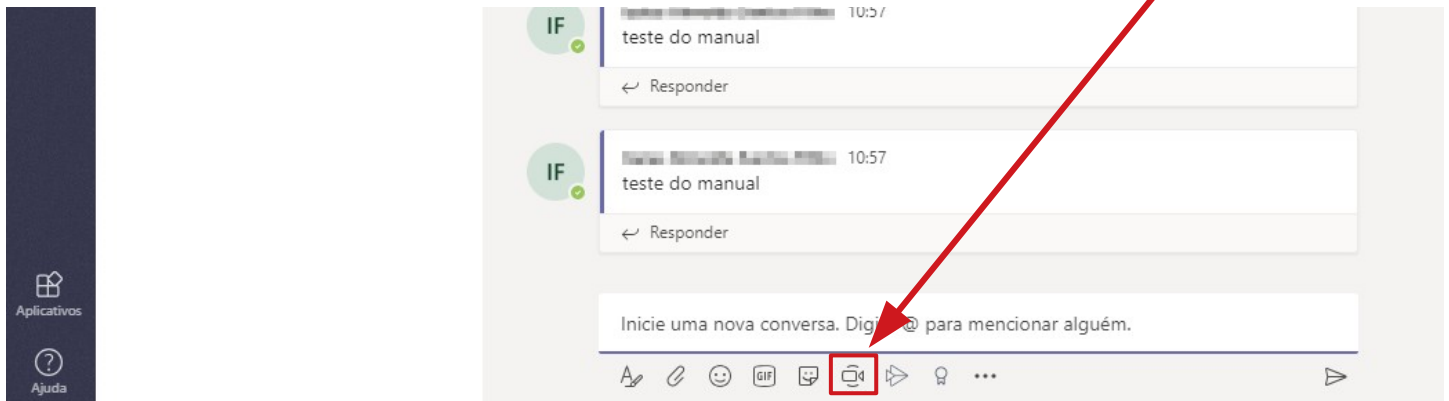 IF
10:57
teste do manual
Responder
IF
10:57
teste do manual
Responder
Aplicativos
Inicie uma nova conversa. Digi @ para mencionar alguém.
Ajuda
GIF